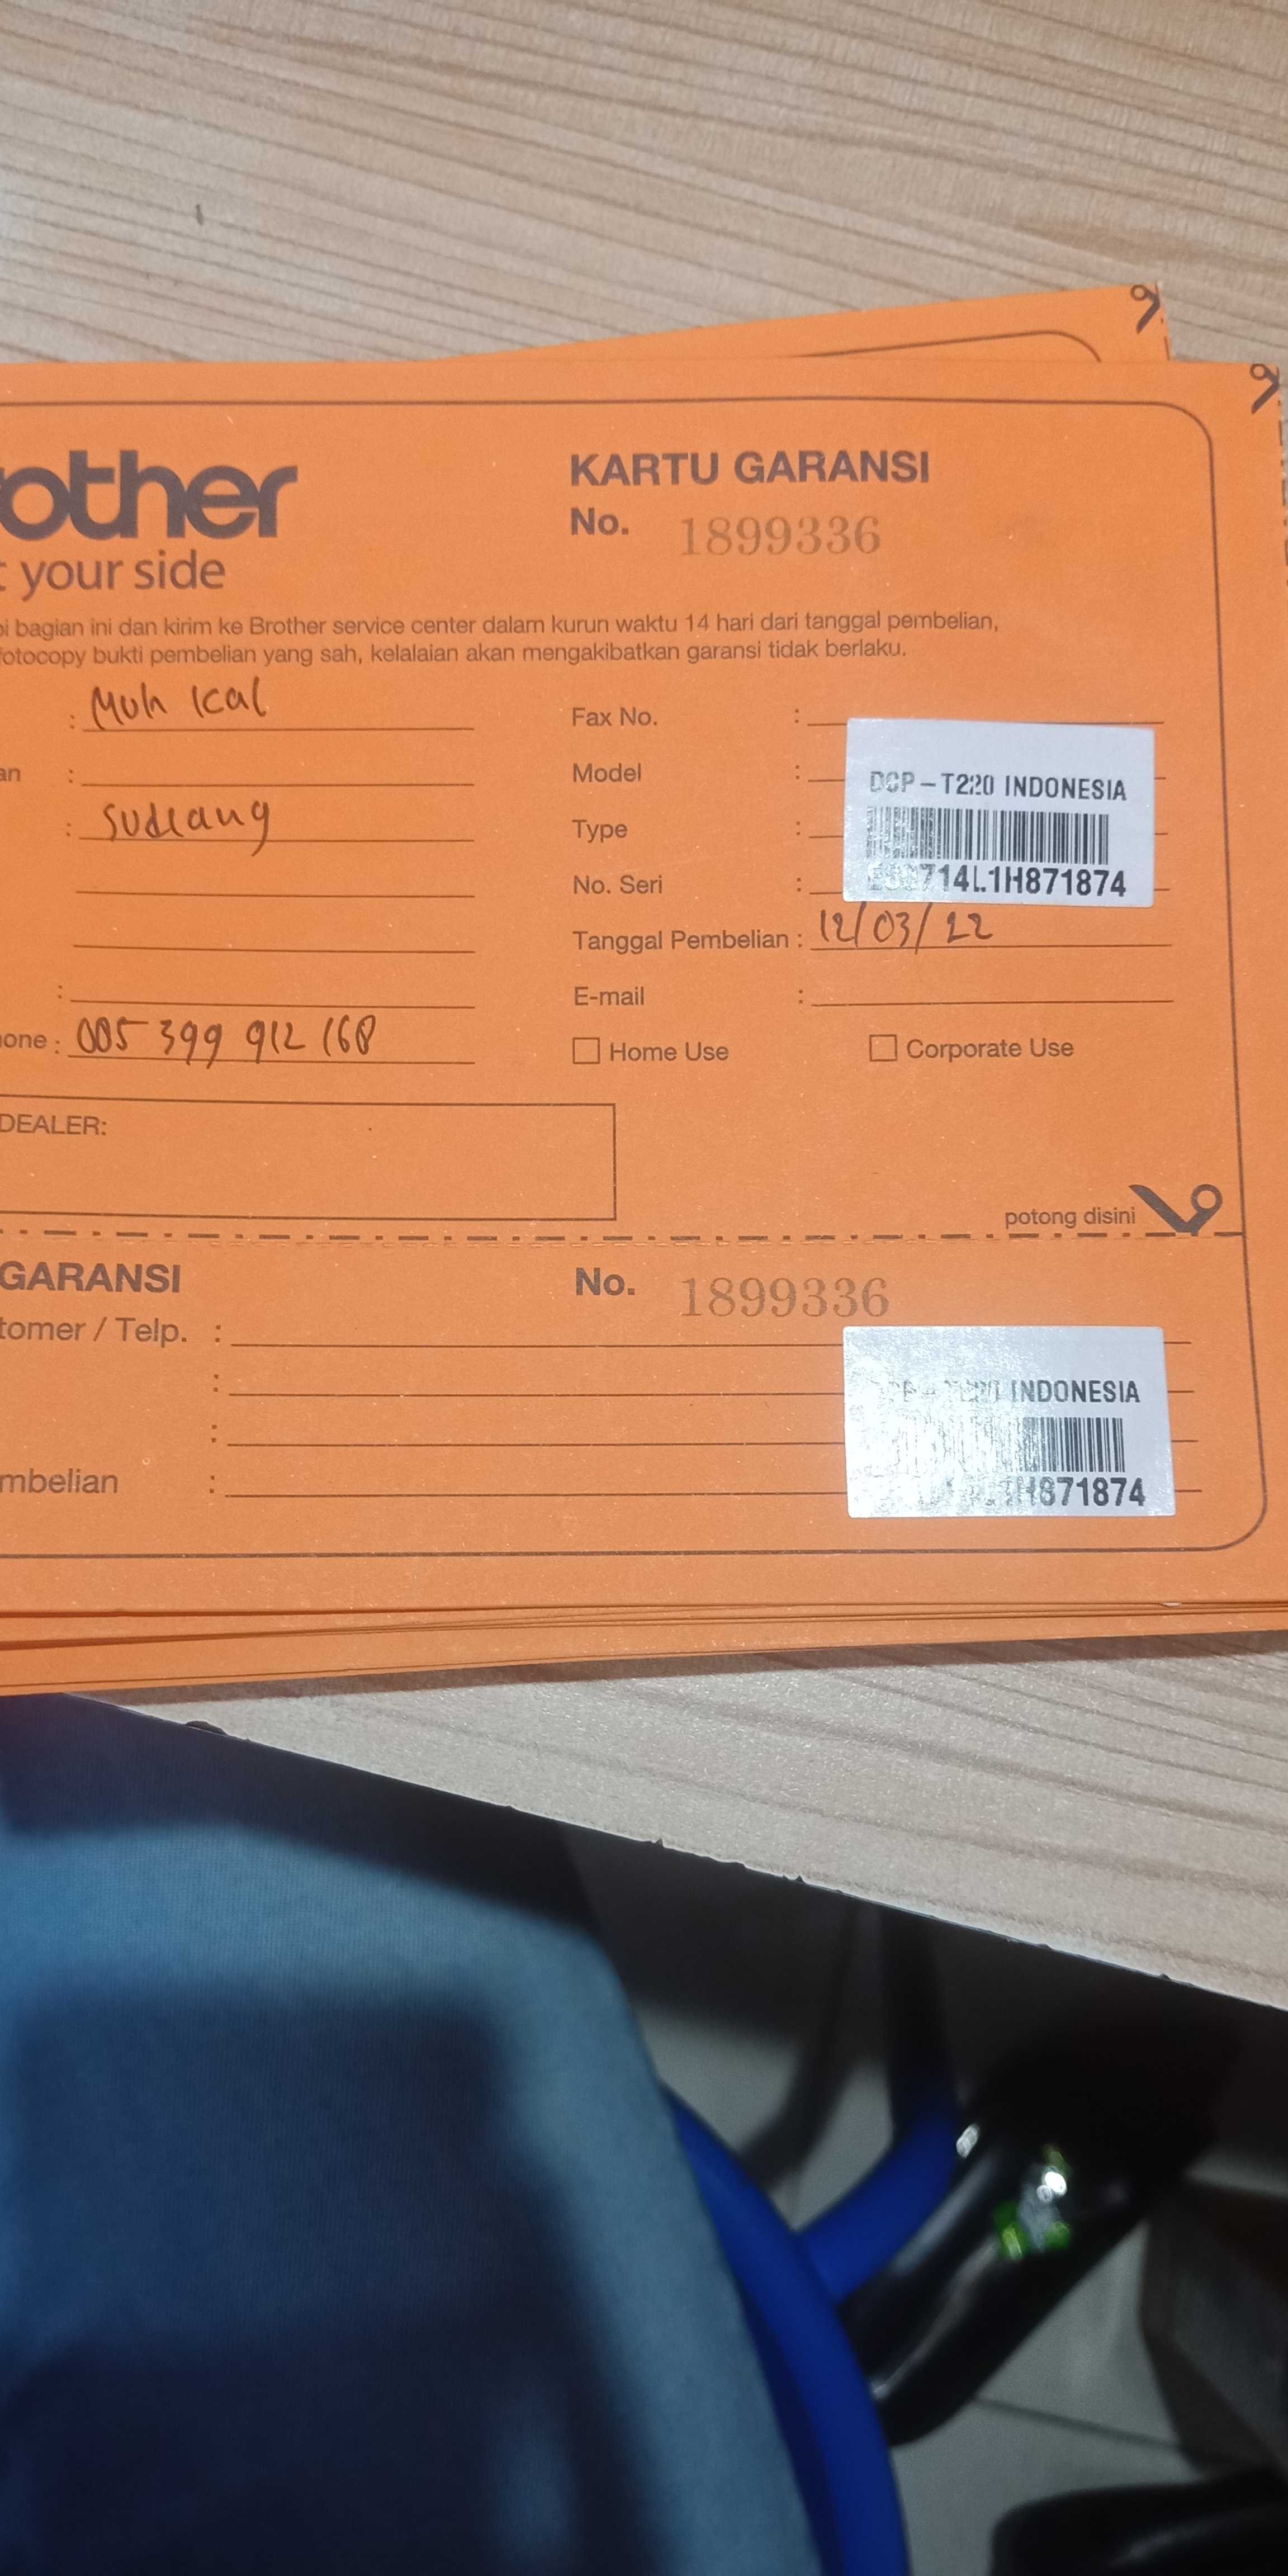 other
your side
KARTU GARANSI
No. 1899336
bagian ini dan kirim ke Brother service center dalam kurun waktu 14 hari dari tanggal pembelian,
fotocopy bukti pembelian yang sah, kelalaian akan mengakibatkan garansi tidak berlaku.
: Muh Ical
an :
: Sudiang
:
one : 085 399 912 168
Fax No. :
Model :
Type :
No. Seri :
DCP-T220 INDONESIA
714L1H871874
Tanggal Pembelian : 12/03/22
E-mail :
Home Use
Corporate Use
DEALER:
potong disini
GARANSI
No. 1899336
tomer / Telp. :
:
:
mbelian :
INDONESIA
H871874